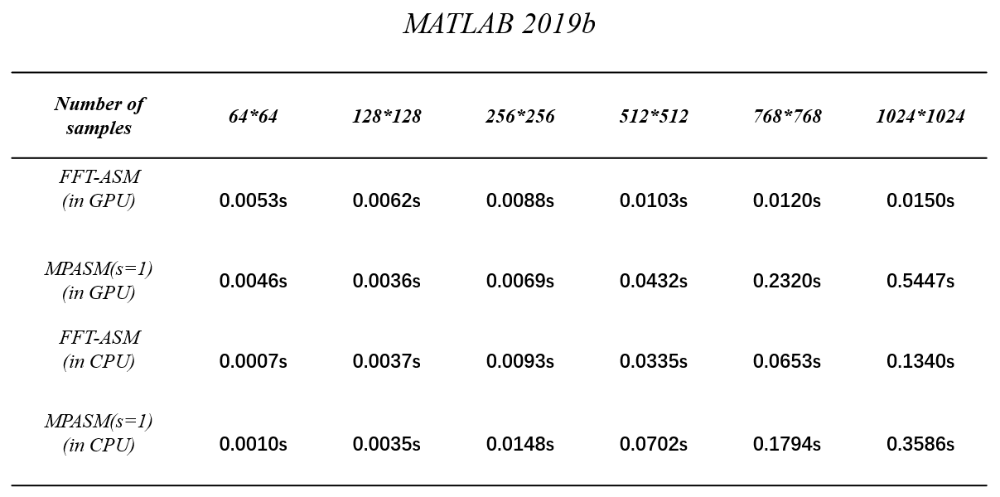 MATLAB 2019b
Number of
samples
64*64 128*128 256*256 512*512 768*768 1024*1024
FFT-ASM
(in GPU)
0.0053s 0.0062s 0.0088s 0.0103s 0.0120s 0.0150s
MPASM(s=1)
(in GPU)
0.0046s 0.0036s 0.0069s 0.0432s 0.2320s 0.5447s
FFT-ASM
(in CPU)
0.0007s 0.0037s 0.0093s 0.0335s 0.0653s 0.1340s
MPASM(s=1)
(in CPU)
0.0010s 0.0035s 0.0148s 0.0702s 0.1794s 0.3586s